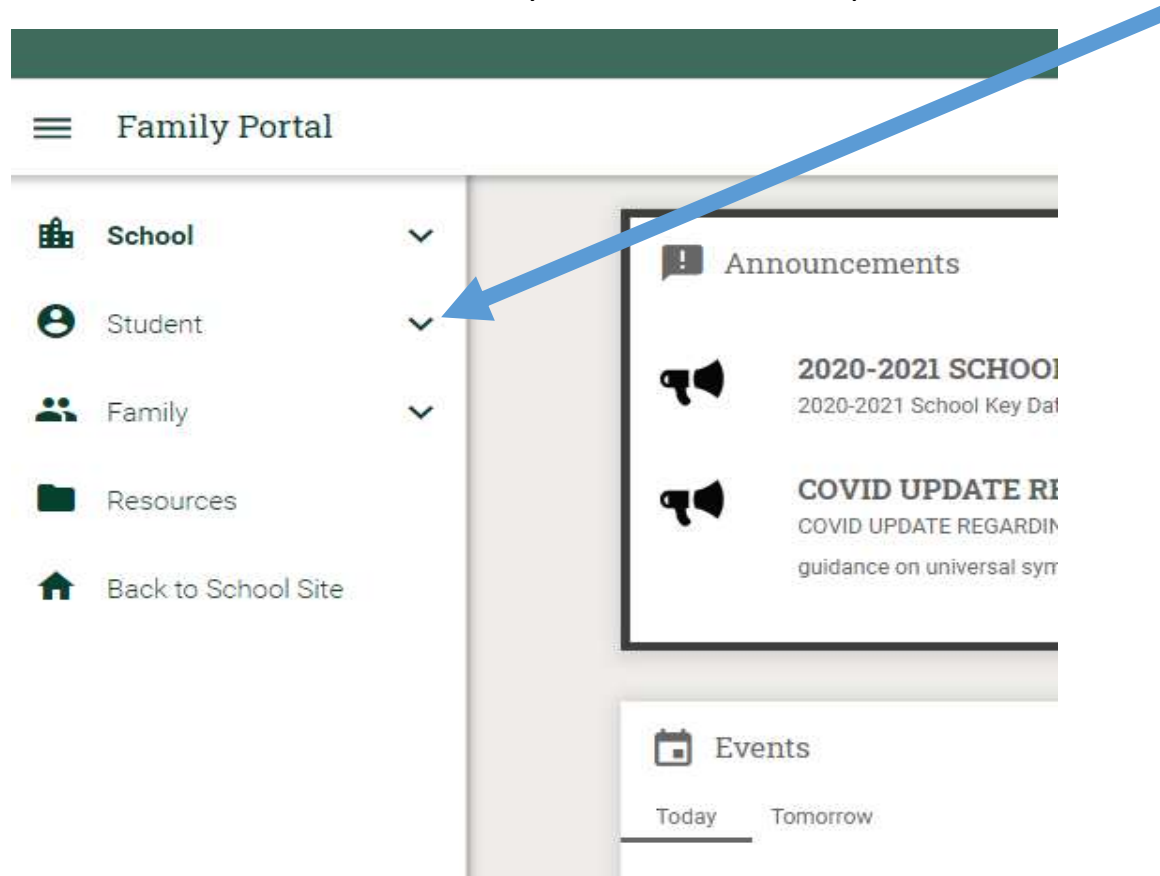 Family Portal
School
Student
Family
Resources
Back to School Site
Announcements
2020-2021 SCHOOL
2020-2021 School Key Dat
COVID UPDATE RE
COVID UPDATE REGARDIN
guidance on universal sym
Events
Today Tomorrow